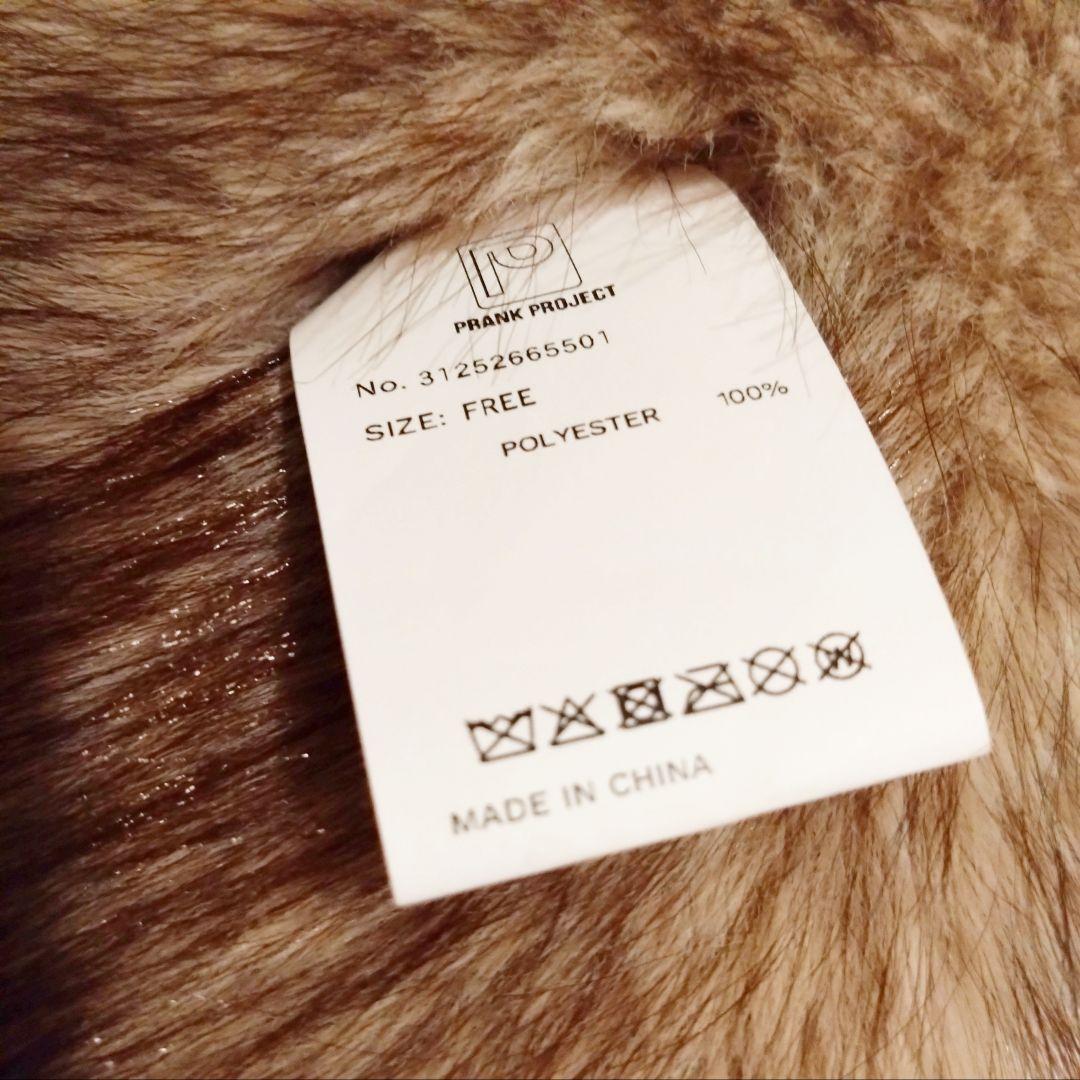 PRANK PROJECT
No. 31252665501
SIZE: FREE
POLYESTER 100%
MADE IN CHINA